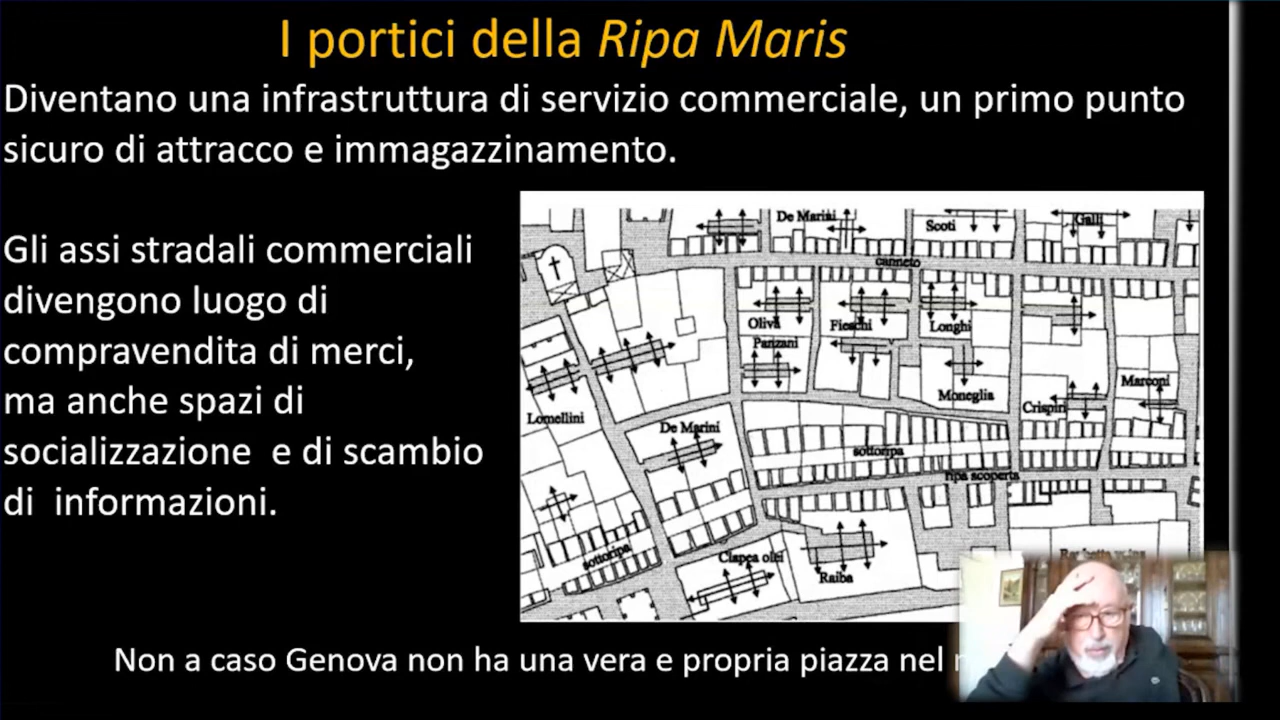 I portici della Ripa Maris
Diventano una infrastruttura di servizio commerciale, un primo punto
sicuro di attracco e immagazzinamento.
Gli assi stradali commerciali
divengono luogo di
compravendita di merci,
ma anche spazi di
socializzazione e di scambio
di informazioni.
De Marini
Scoti
Galli
canneto
Oliva
Fieschi
Longhi
Panzani
Moneglia
Marconi
Crispin
Lomellini
De Marini
sottoripa
ripa scoperta
sottoripa
Clapea olei
Raiba
Non a caso Genova non ha una vera e propria piazza nel